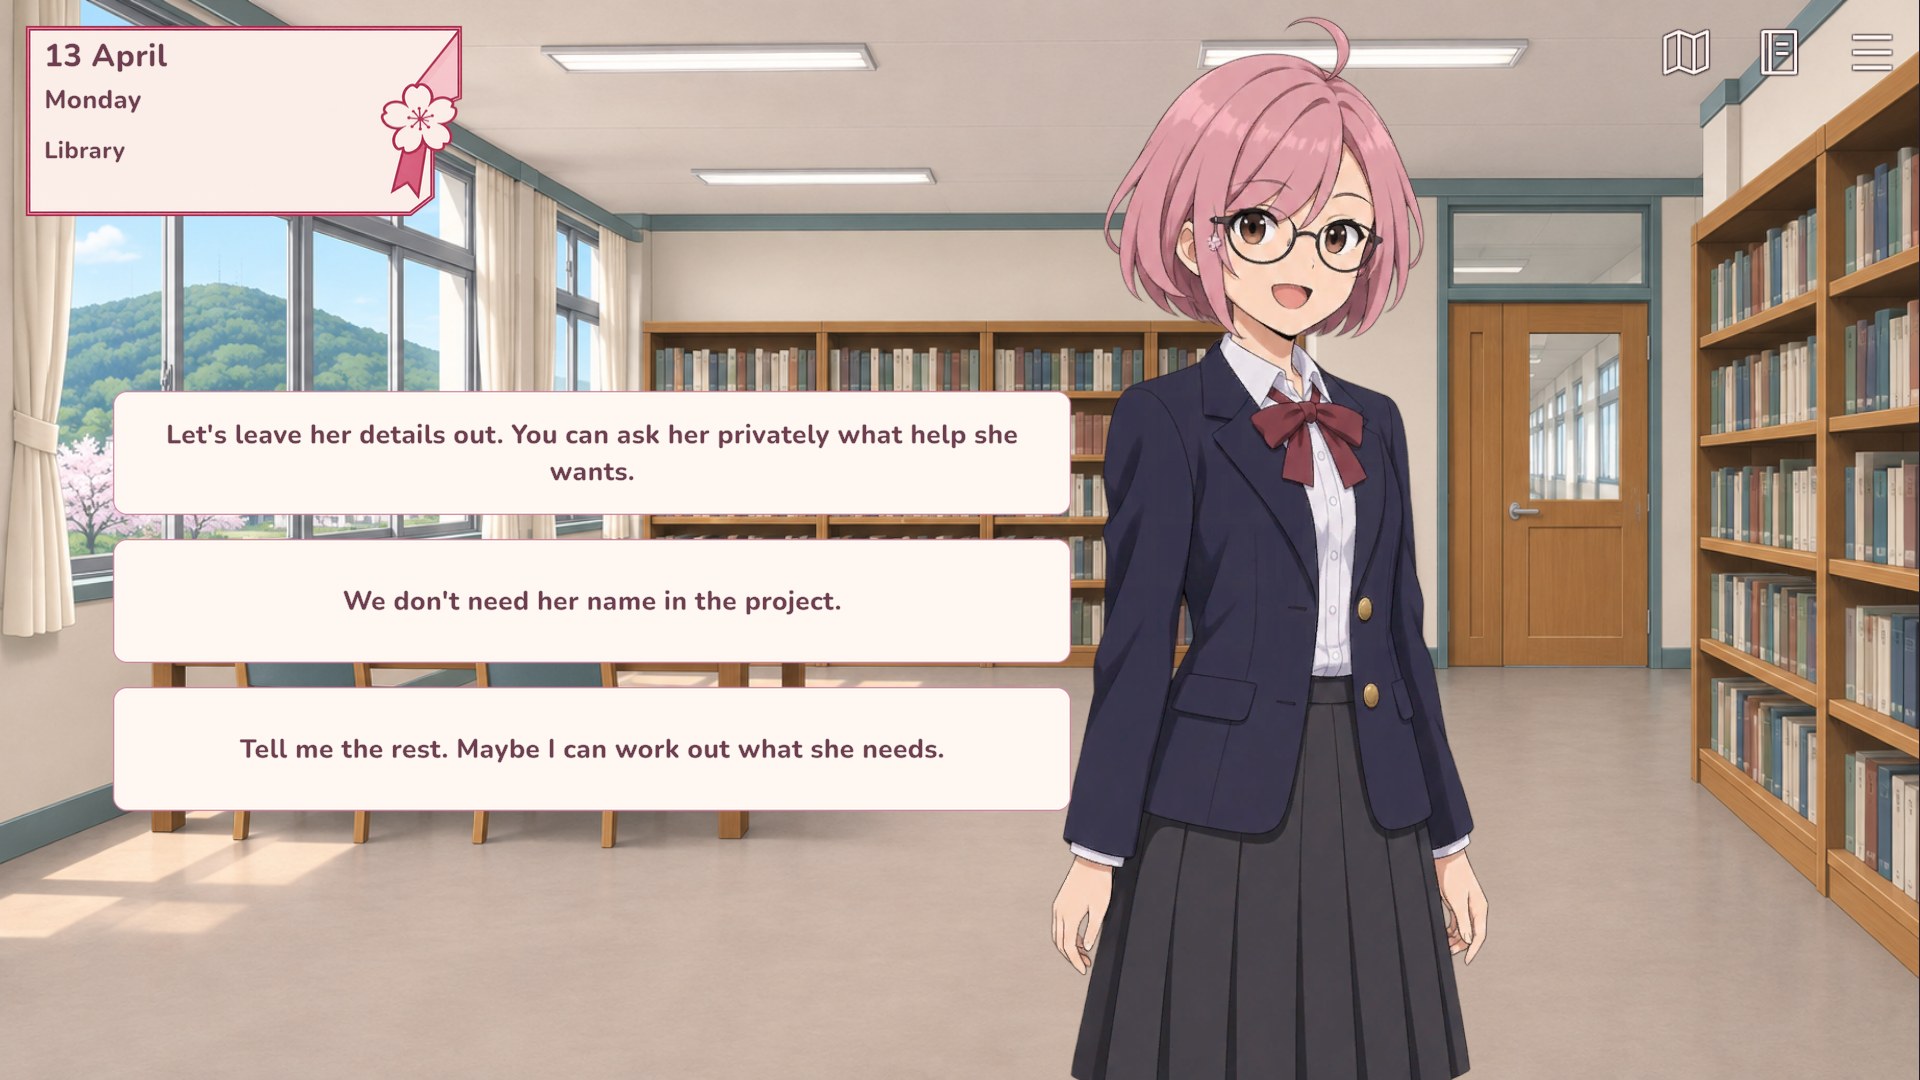 13 April
Monday
Library
Let's leave her details out. You can ask her privately what help she
wants.
We don't need her name in the project.
Tell me the rest. Maybe I can work out what she needs.